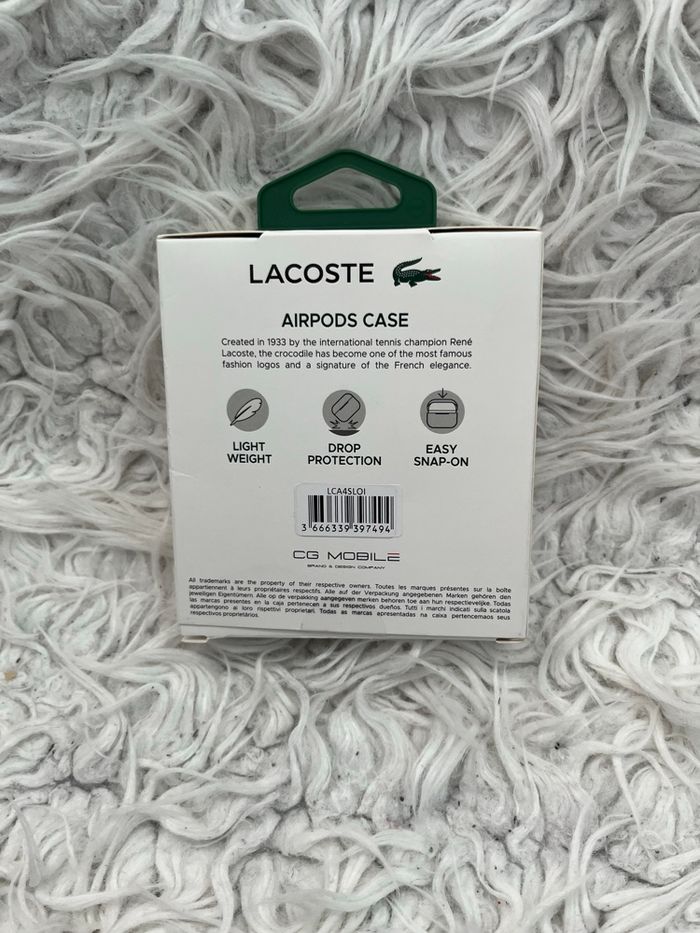 LACOSTE
AIRPODS CASE
Created in 1933 by the international tennis champion René
Lacoste, the crocodile has become one of the most famous
fashion logos and a signature of the French elegance.
LIGHT
WEIGHT
DROP
PROTECTION
EASY
SNAP-ON
LCA4SLOI
3 666339 397494
CG MOBILE
BRAND & DESIGN COMPANY
All trademarks are the property of their respective owners. Toutes les marques présentes sur la boîte
appartiennent à leurs propriétaires respectifs. Alle auf der Verpackung angegebenen Marken gehören den
jeweiligen Eigentümern. Alle op de verpakking aangegeven merken behoren toe aan hun respectievelijke. Todas
las marcas presentes en la caja pertenecen a sus respectivos dueños. Tutti i marchi indicati sulla scatola
appartengono ai loro rispettivi proprietari. Todas as marcas apresentadas na caixa pertencemaos seus
respectivos proprietários.